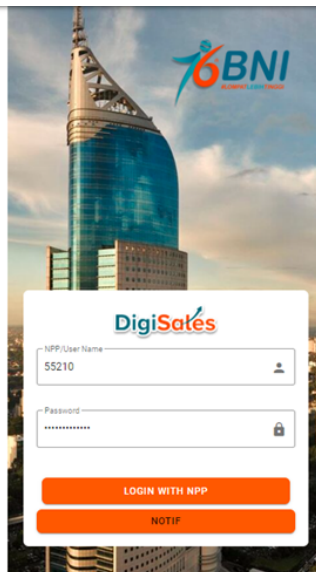 76 BNI
DigiSales
NPP/User Name
55210
Password
•••••••••••••
LOGIN WITH NPP
NOTIF